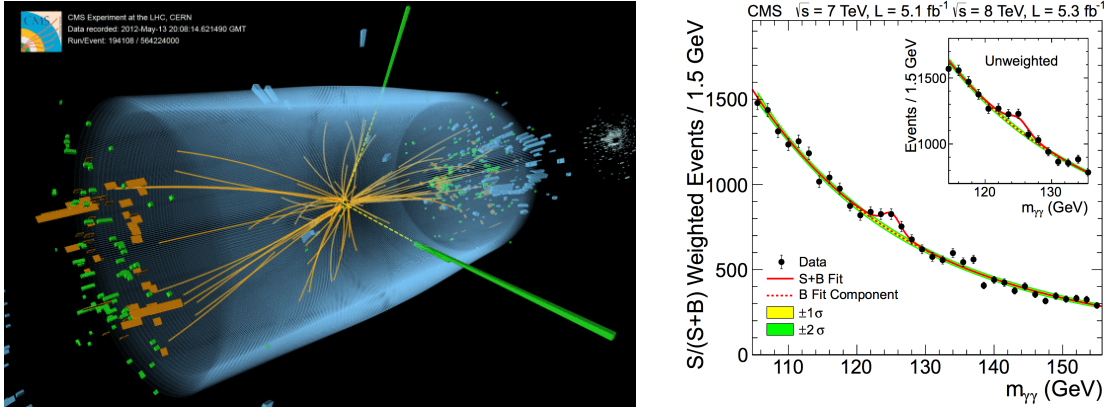 CMS Experiment at the LHC, CERN
Data recorded: 2012-May-13 20:08:14.621490 GMT
Run/Event: 194108 / 564224000
CMS √s = 7 TeV, L = 5.1 fb⁻¹ √s = 8 TeV, L = 5.3 fb⁻¹
S/(S+B) Weighted Events / 1.5 GeV
1500
1000
500
0
Unweighted
Events / 1.5 GeV
1500
1000
120
130
mγγ (GeV)
Data
S+B Fit
B Fit Component
±1σ
±2σ
110
120
130
140
150
mγγ (GeV)